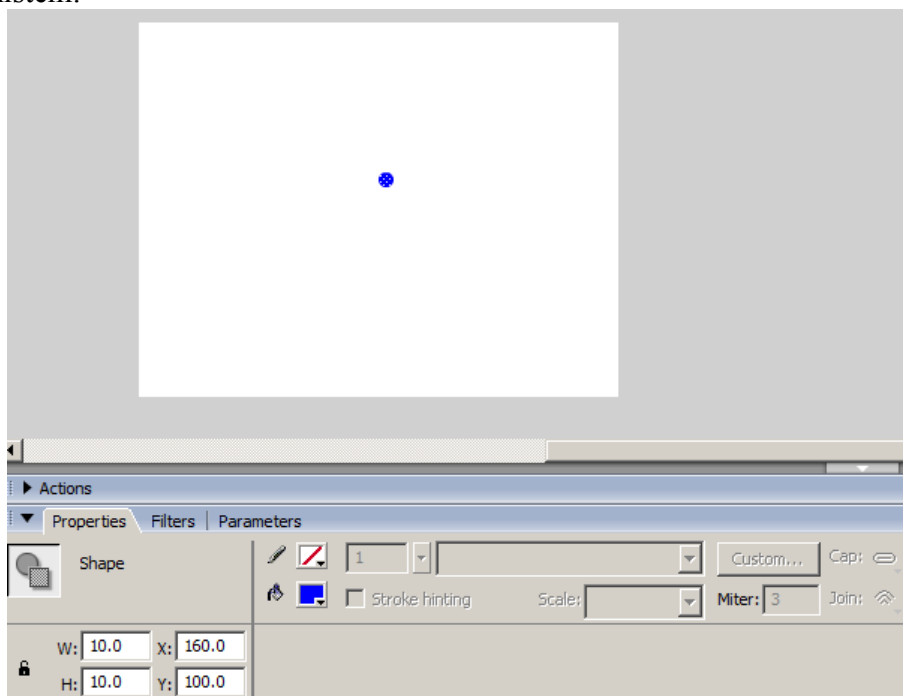 Actions
Properties Filters Parameters
Shape 1 Custom... Cap:
Stroke hinting Scale: Miter: 3 Join:
W: 10.0 X: 160.0
H: 10.0 Y: 100.0